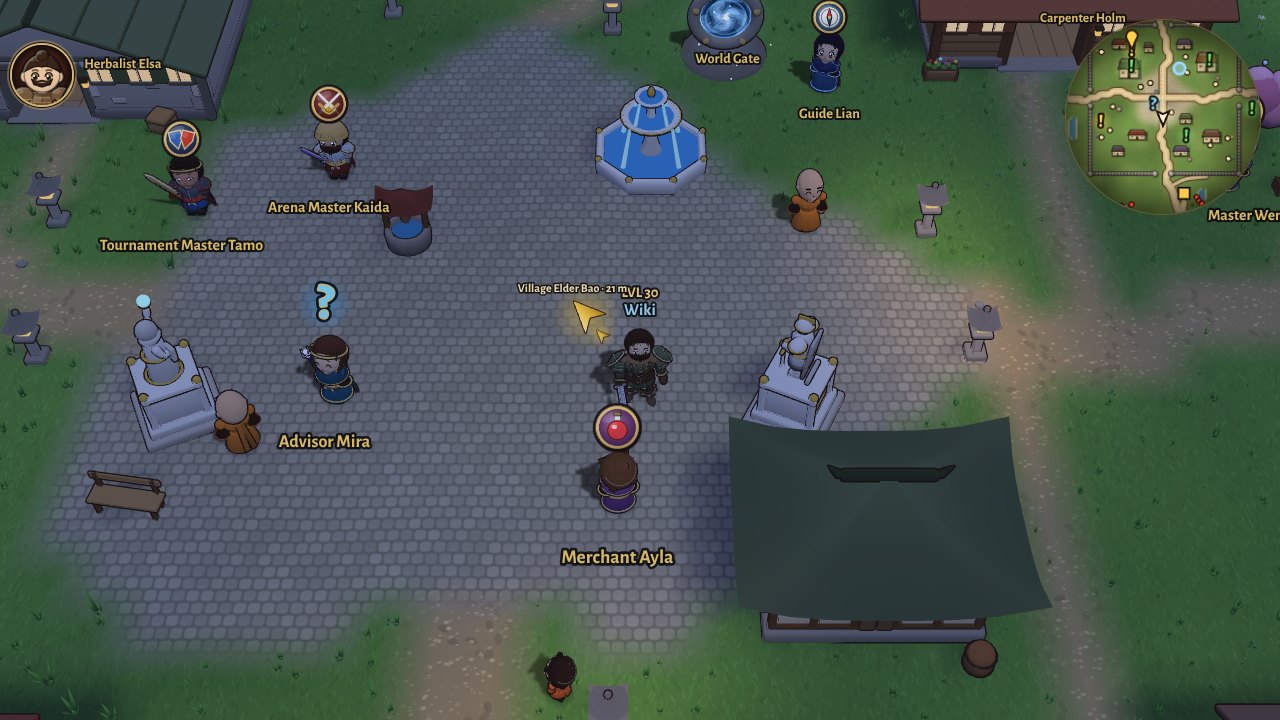 Carpenter Holm
World Gate
Herbalist Elsa
Guide Lian
Arena Master Kaida
Master Wer
Tournament Master Tamo
?
Village Elder Bao · 21 m
LVL 30
Wiki
Advisor Mira
Merchant Ayla